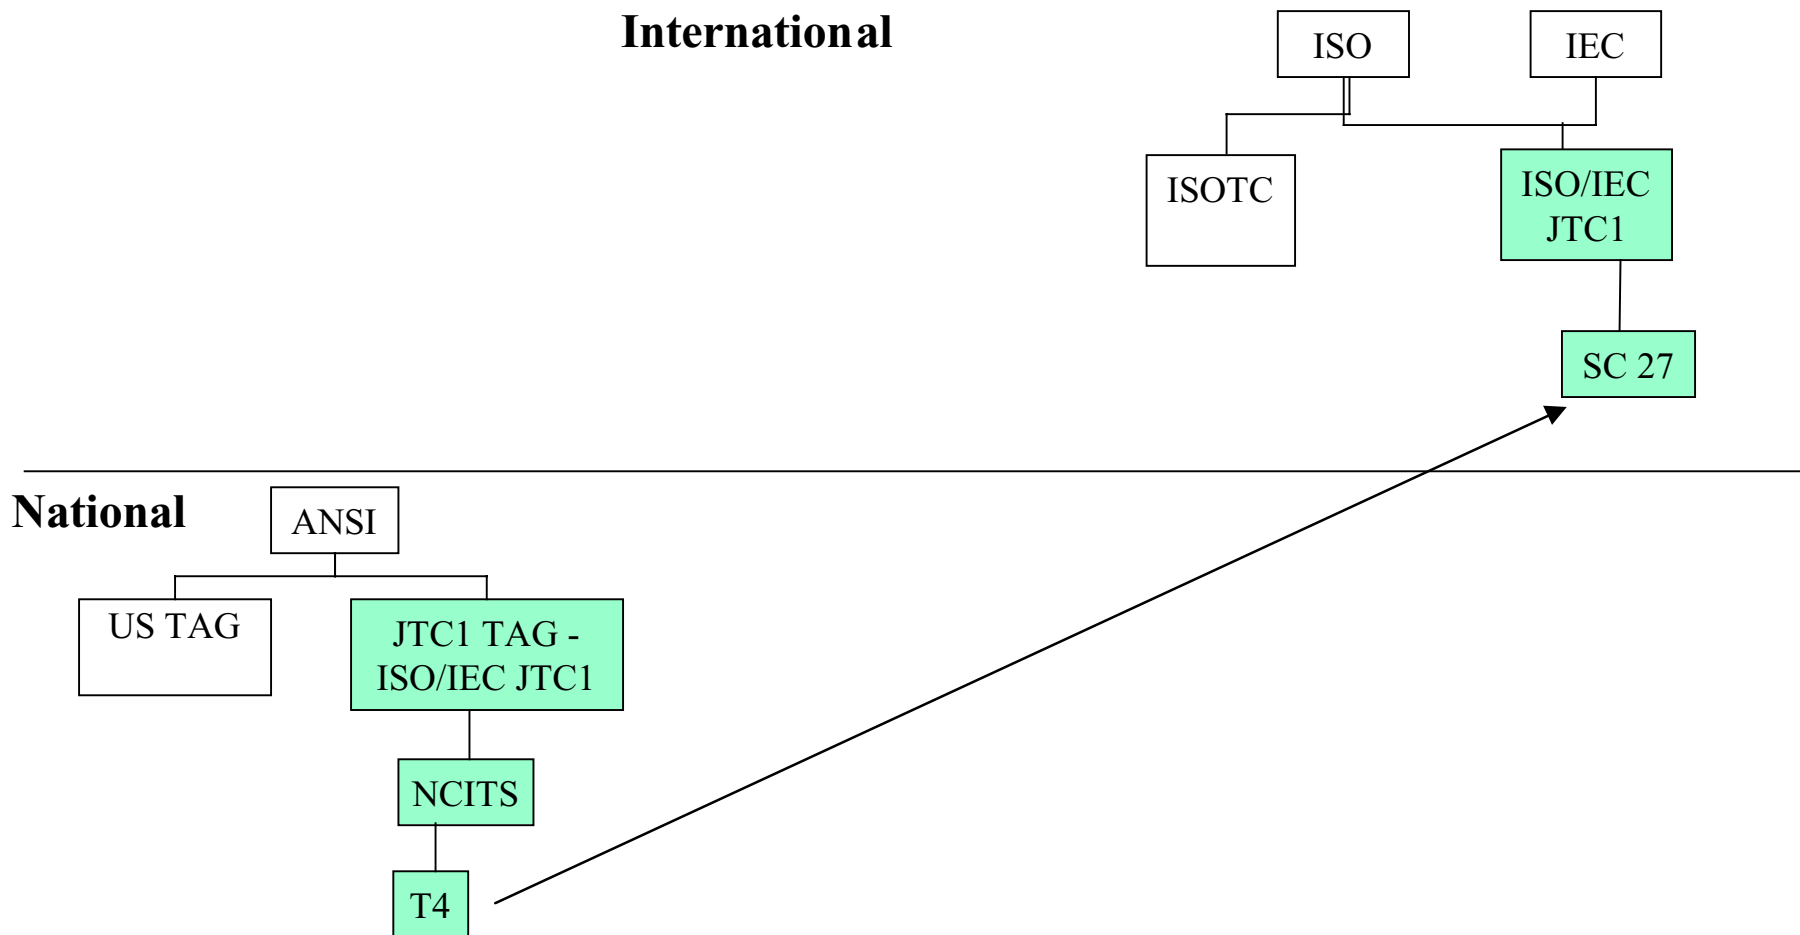 International
ISO
IEC
ISOTC
ISO/IEC
JTC1
SC 27
National
ANSI
US TAG
JTC1 TAG -
ISO/IEC JTC1
NCITS
T4